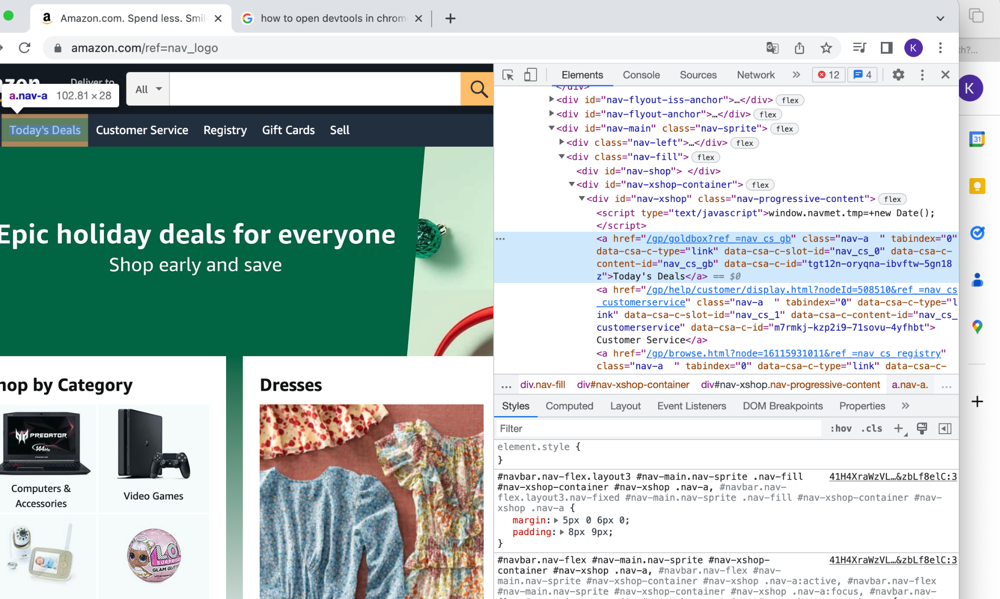 Amazon.com. Spend less. Smil
how to open devtools in chrom
amazon.com/ref=nav_logo
K
Deliver to
All
a.nav-a 102.81 × 28
Today's Deals Customer Service Registry Gift Cards Sell
Epic holiday deals for everyone
Shop early and save
hop by Category
PREDATOR
144Hz
PREDATOR
Computers &
Accessories
Video Games
L.O.L
SURPRISE
Dresses
Elements Console Sources Network » 12 4
</div>
<div id="nav-flyout-iss-anchor">…</div> flex
<div id="nav-flyout-anchor">…</div> flex
<div id="nav-main" class="nav-sprite"> flex
<div class="nav-left">…</div> flex
<div class="nav-fill"> flex
<div id="nav-shop"> </div>
<div id="nav-xshop-container"> flex
<div id="nav-xshop" class="nav-progressive-content"> flex
<script type="text/javascript">window.navmet.tmp=+new Date();
</script>
<a href="/gp/goldbox?ref_=nav_cs_gb" class="nav-a  " tabindex="0"
data-csa-c-type="link" data-csa-c-slot-id="nav_cs_0" data-csa-c-
content-id="nav_cs_gb" data-csa-c-id="tgt12n-oryqna-ibvftw-5gn18
z">Today's Deals</a> == $0
<a href="/gp/help/customer/display.html?nodeId=508510&ref_=nav_cs
_customerservice" class="nav-a  " tabindex="0" data-csa-c-type="l
ink" data-csa-c-slot-id="nav_cs_1" data-csa-c-content-id="nav_cs_
customerservice" data-csa-c-id="m7rmkj-kzp2i9-71sovu-4yfhbt">
Customer Service</a>
<a href="/gp/browse.html?node=16115931011&ref_=nav_cs_registry"
class="nav-a  " tabindex="0" data-csa-c-type="link" data-csa-c-
... div.nav-fill div#nav-xshop-container div#nav-xshop.nav-progressive-content a.nav-a. ...
Styles Computed Layout Event Listeners DOM Breakpoints Properties »
Filter :hov .cls +
element.style {
}
#navbar.nav-flex.layout3 #nav-main.nav-sprite .nav-fill 41H4XraWzVL…&zbLf8elC:3
#nav-xshop-container #nav-xshop .nav-a, #navbar.nav-
flex.layout3.nav-fixed #nav-main.nav-sprite .nav-fill #nav-xshop-container #nav-
xshop .nav-a {
margin: 5px 0 6px 0;
padding: 8px 9px;
}
#navbar.nav-flex #nav-main.nav-sprite #nav-xshop- 41H4XraWzVL…&zbLf8elC:3
container #nav-xshop .nav-a, #navbar.nav-flex #nav-
main.nav-sprite #nav-xshop-container #nav-xshop .nav-a:active, #navbar.nav-flex
#nav-main.nav-sprite #nav-xshop-container #nav-xshop .nav-a:focus, #navbar.nav-
th?...
K
31